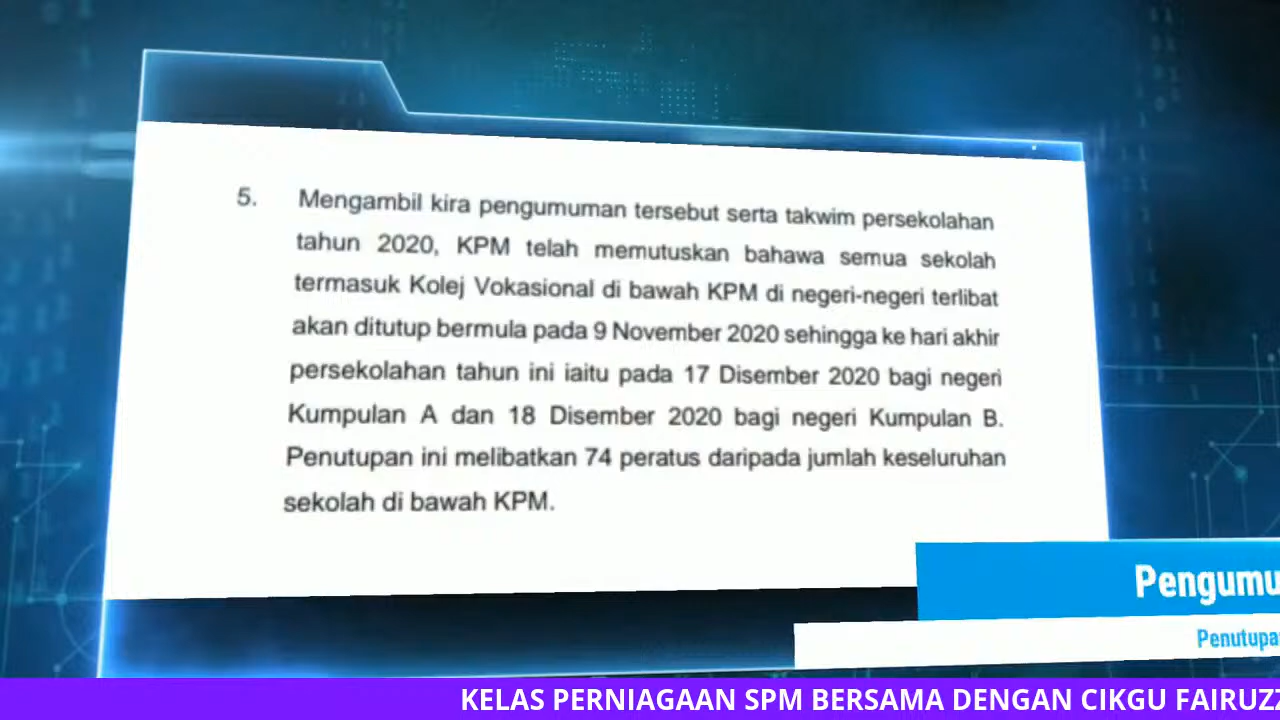 5. Mengambil kira pengumuman tersebut serta takwim persekolahan
tahun 2020, KPM telah memutuskan bahawa semua sekolah
termasuk Kolej Vokasional di bawah KPM di negeri-negeri terlibat
akan ditutup bermula pada 9 November 2020 sehingga ke hari akhir
persekolahan tahun ini iaitu pada 17 Disember 2020 bagi negeri
Kumpulan A dan 18 Disember 2020 bagi negeri Kumpulan B.
Penutupan ini melibatkan 74 peratus daripada jumlah keseluruhan
sekolah di bawah KPM.
Pengumu
Penutupa
KELAS PERNIAGAAN SPM BERSAMA DENGAN CIKGU FAIRUZZ